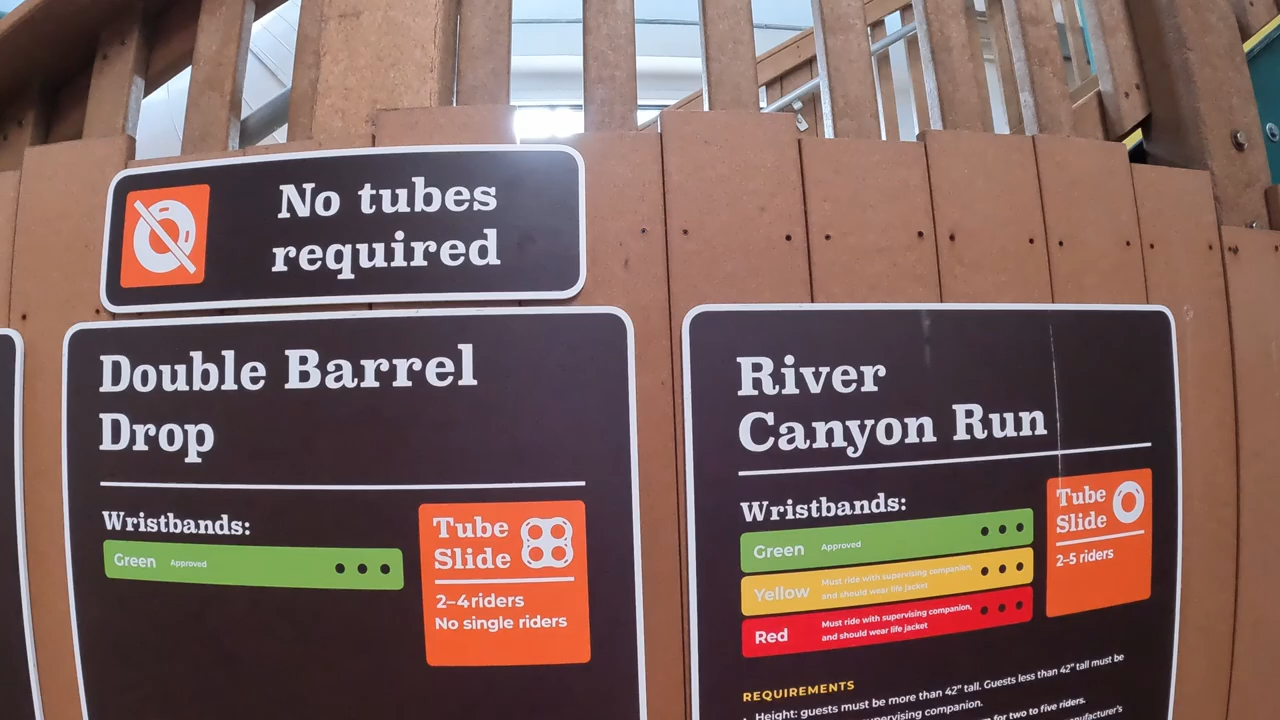 No tubes
required
Double Barrel
Drop
Wristbands:
Green Approved
Tube
Slide
2–4 riders
No single riders
River
Canyon Run
Wristbands:
Green Approved
Yellow Must ride with supervising companion,
and should wear life jacket
Red Must ride with supervising companion,
and should wear life jacket
Tube
Slide
2–5 riders
REQUIREMENTS
Height: guests must be more than 42" tall. Guests less than 42" tall must be
supervising companion.
for two to five riders.
manufacturer's